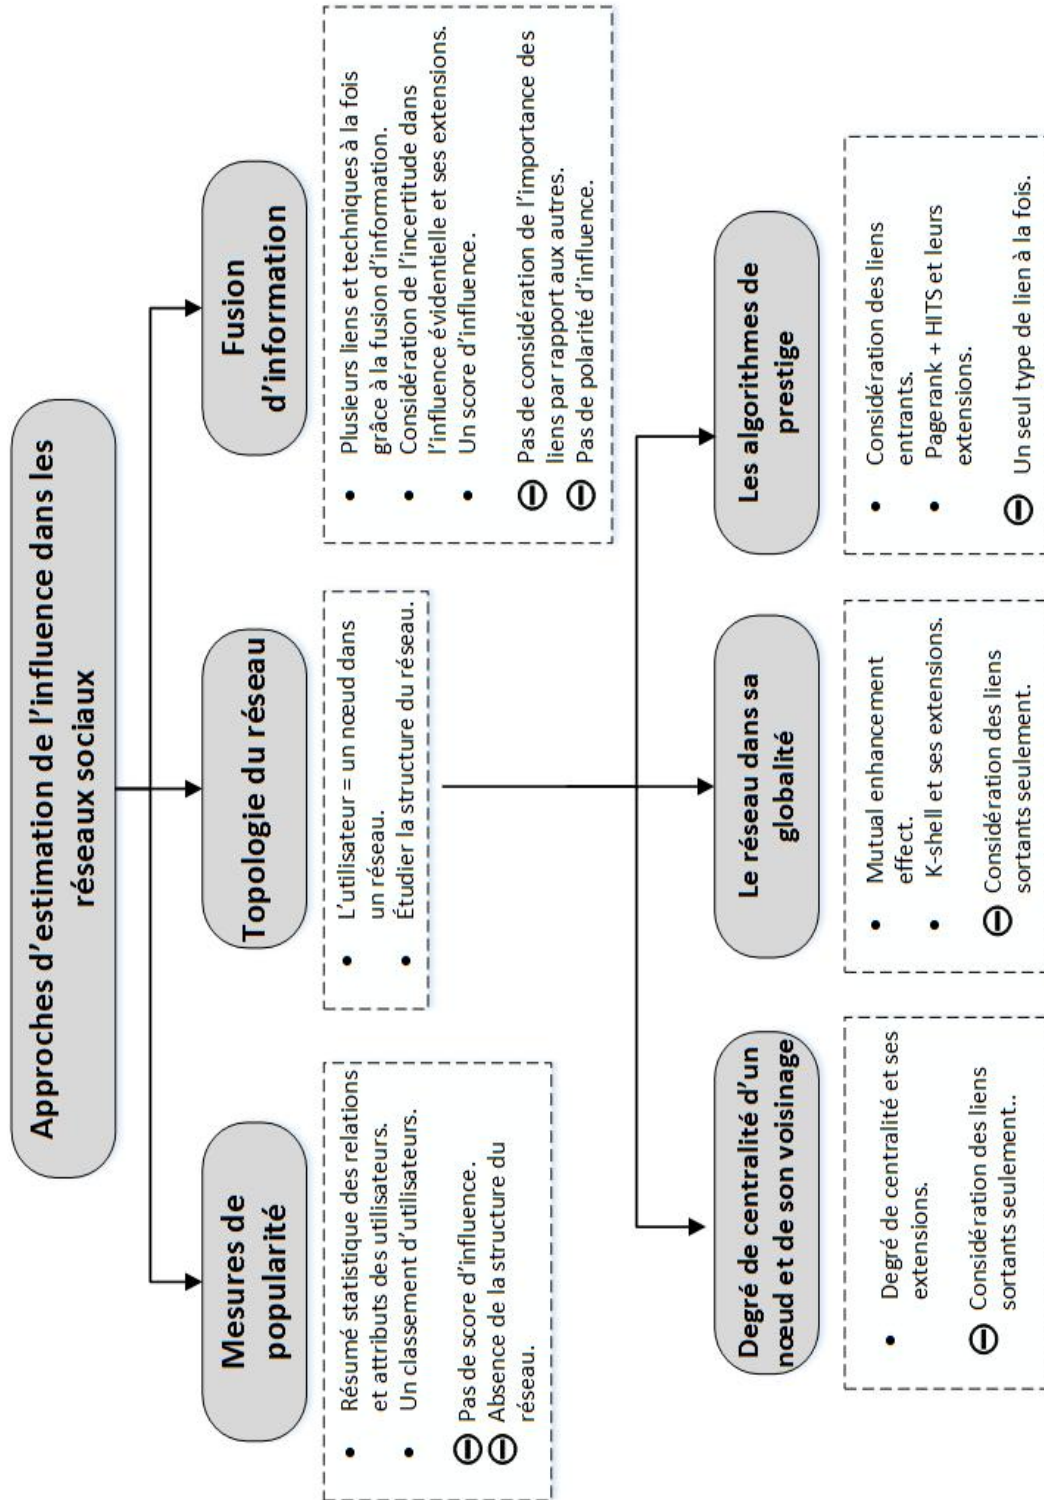 Approches d'estimation de l'influence dans les
réseaux sociaux
Mesures de
popularité
• Résumé statistique des relations
et attributs des utilisateurs.
• Un classement d'utilisateurs.
⊖ Pas de score d'influence.
⊖ Absence de la structure du
réseau.
Topologie du réseau
• L'utilisateur = un nœud dans
un réseau.
• Étudier la structure du réseau.
Fusion
d'information
• Plusieurs liens et techniques à la fois
grâce à la fusion d'information.
• Considération de l'incertitude dans
l'influence évidentielle et ses extensions.
• Un score d'influence.
⊖ Pas de considération de l'importance des
liens par rapport aux autres.
⊖ Pas de polarité d'influence.
Degré de centralité d'un
nœud et de son voisinage
• Degré de centralité et ses
extensions.
⊖ Considération des liens
sortants seulement..
Le réseau dans sa
globalité
• Mutual enhancement
effect.
• K-shell et ses extensions.
⊖ Considération des liens
sortants seulement.
Les algorithmes de
prestige
• Considération des liens
entrants.
• Pagerank + HITS et leurs
extensions.
⊖ Un seul type de lien à la fois.